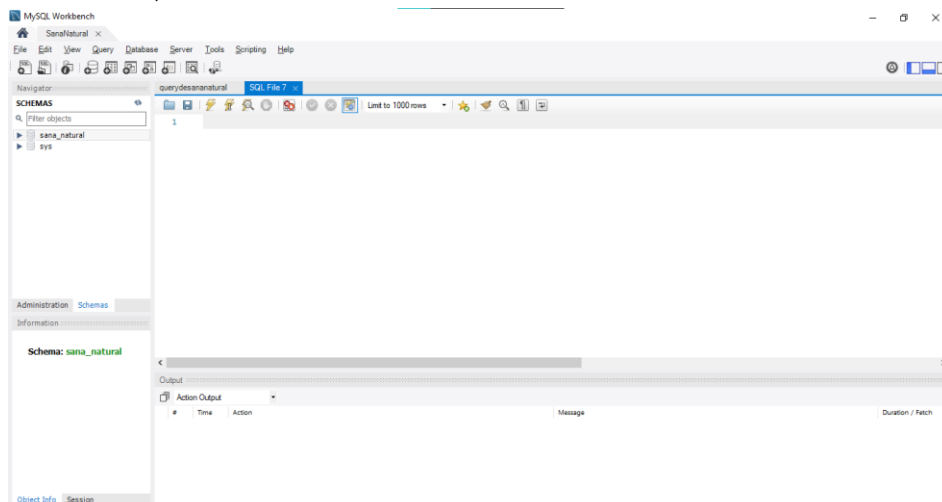 MySQL Workbench
SanaNatural
File Edit View Query Database Server Tools Scripting Help
Navigator
querydesananatural SQL File 7
SCHEMAS
Limit to 1000 rows
Filter objects
1
sana_natural
sys
Administration Schemas
Information
Schema: sana_natural
Output
Action Output
# Time Action Message Duration / Fetch
Object Info Session